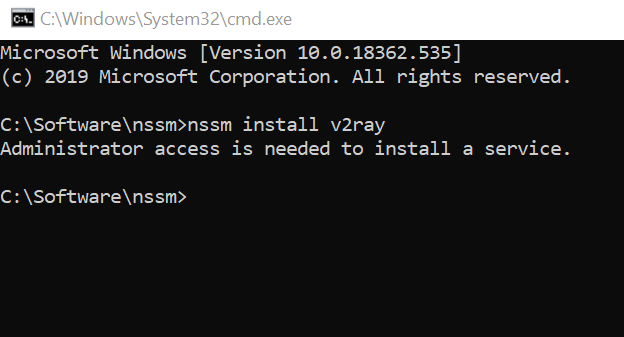 C:\Windows\System32\cmd.exe
Microsoft Windows [Version 10.0.18362.535]
(c) 2019 Microsoft Corporation. All rights reserved.
C:\Software\nssm>nssm install v2ray
Administrator access is needed to install a service.
C:\Software\nssm>